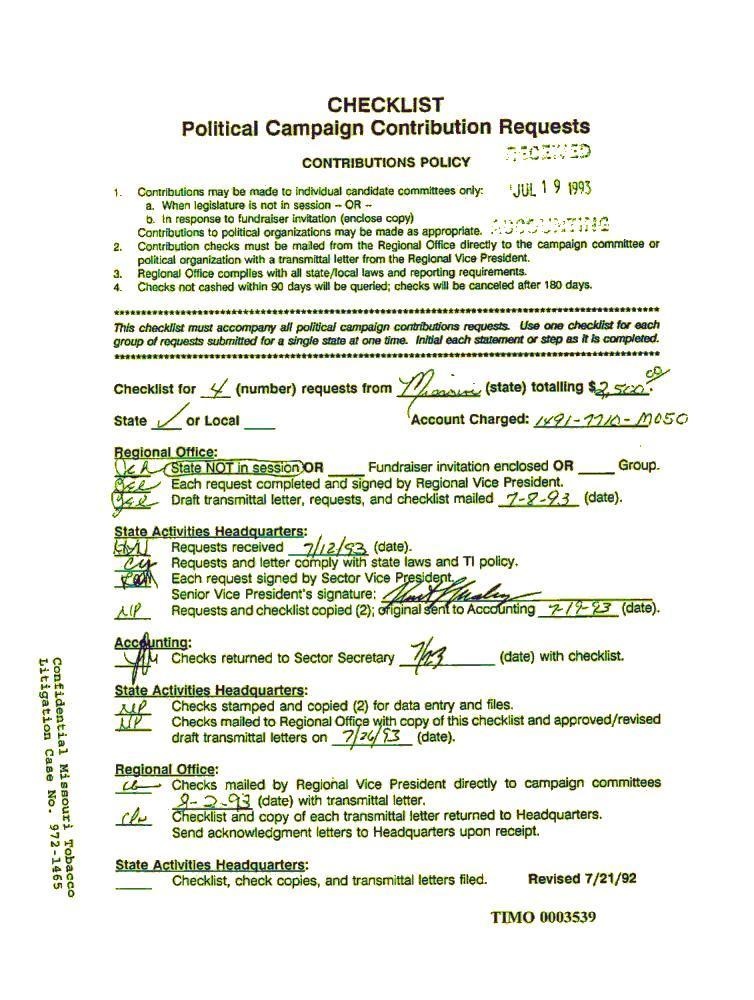 CHECKLIST
Political Campaign Contribution Requests
CONTRIBUTIONS POLICY
RECEIVED
JUL 19 1993
ACCOUNTING
1. Contributions may be made to individual candidate committees only:
a. When legislature is not in session -- OR --
b. In response to fundraiser invitation (enclose copy)
Contributions to political organizations may be made as appropriate.
2. Contribution checks must be mailed from the Regional Office directly to the campaign committee or
political organization with a transmittal letter from the Regional Vice President.
3. Regional Office complies with all state/local laws and reporting requirements.
4. Checks not cashed within 90 days will be queried; checks will be canceled after 180 days.
This checklist must accompany all political campaign contributions requests. Use one checklist for each
group of requests submitted for a single state at one time. Initial each statement or step as it is completed.
Checklist for 4 (number) requests from Missouri (state) totalling $2,500.00
State ✓ or Local ____ Account Charged: 1491-7710-M050
Regional Office:
State NOT in session OR ____ Fundraiser invitation enclosed OR ____ Group.
Each request completed and signed by Regional Vice President.
Draft transmittal letter, requests, and checklist mailed 7-8-93 (date).
State Activities Headquarters:
Requests received 7/12/93 (date).
Requests and letter comply with state laws and TI policy.
Each request signed by Sector Vice President.
Senior Vice President's signature:
Requests and checklist copied (2); original sent to Accounting 7-19-93 (date).
Accounting:
Checks returned to Sector Secretary 7/23 (date) with checklist.
State Activities Headquarters:
Checks stamped and copied (2) for data entry and files.
Checks mailed to Regional Office with copy of this checklist and approved/revised
draft transmittal letters on 7/26/93 (date).
Regional Office:
Checks mailed by Regional Vice President directly to campaign committees
8-2-93 (date) with transmittal letter.
Checklist and copy of each transmittal letter returned to Headquarters.
Send acknowledgment letters to Headquarters upon receipt.
State Activities Headquarters:
____ Checklist, check copies, and transmittal letters filed. Revised 7/21/92
TIMO 0003539
Confidential Missouri Tobacco
Litigation Case No. 972-1465